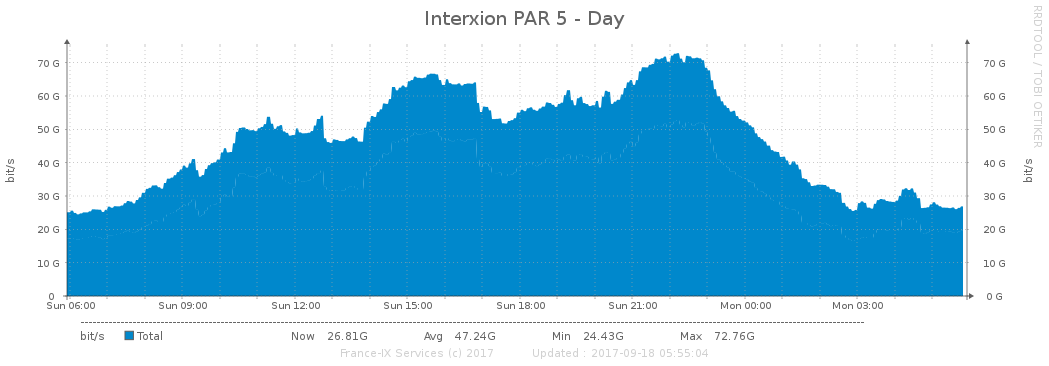 Interxion PAR 5 - Day
RRDTOOL / TOBI OETIKER
bit/s
70 G 70 G
60 G 60 G
50 G 50 G
40 G 40 G
30 G 30 G
20 G 20 G
10 G 10 G
0 0 G
bit/s
Sun 06:00 Sun 09:00 Sun 12:00 Sun 15:00 Sun 18:00 Sun 21:00 Mon 00:00 Mon 03:00
bit/s Total Now 26.81G Avg 47.24G Min 24.43G Max 72.76G
France-IX Services (c) 2017 Updated : 2017-09-18 05:55:04